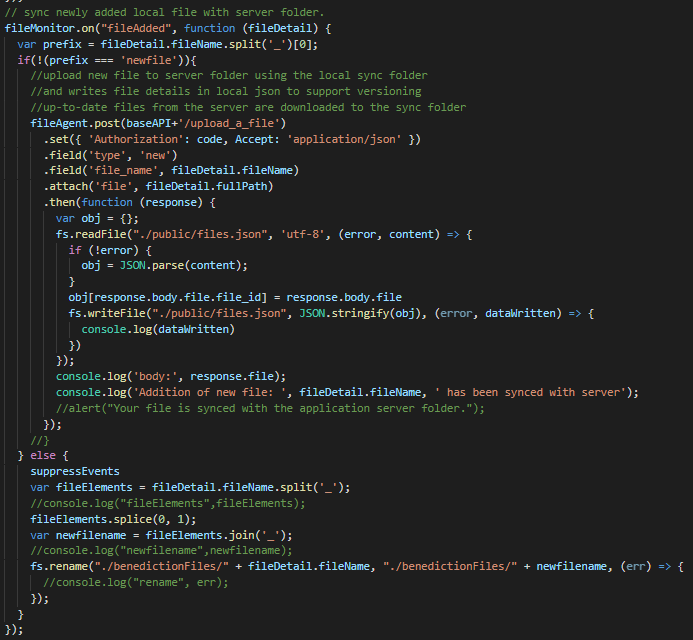 // sync newly added local file with server folder.
fileMonitor.on("fileAdded", function (fileDetail) {
  var prefix = fileDetail.fileName.split('_')[0];
  if(!(prefix === 'newfile')){
    //upload new file to server folder using the local sync folder
    //and writes file details in local json to support versioning
    //up-to-date files from the server are downloaded to the sync folder
    fileAgent.post(baseAPI+'/upload_a_file')
      .set({ 'Authorization': code, Accept: 'application/json' })
      .field('type', 'new')
      .field('file_name', fileDetail.fileName)
      .attach('file', fileDetail.fullPath)
      .then(function (response) {
        var obj = {};
        fs.readFile("./public/files.json", 'utf-8', (error, content) => {
          if (!error) {
            obj = JSON.parse(content);
          }
          obj[response.body.file.file_id] = response.body.file
          fs.writeFile("./public/files.json", JSON.stringify(obj), (error, dataWritten) => {
            console.log(dataWritten)
          })
        });
        console.log('body:', response.file);
        console.log('Addition of new file: ', fileDetail.fileName, ' has been synced with server');
        //alert("Your file is synced with the application server folder.");
      });
    //}
  } else {
    suppressEvents
    var fileElements = fileDetail.fileName.split('_');
    //console.log("fileElements",fileElements);
    fileElements.splice(0, 1);
    var newfilename = fileElements.join('_');
    //console.log("newfilename",newfilename);
    fs.rename("./benedictionFiles/" + fileDetail.fileName, "./benedictionFiles/" + newfilename, (err) => {
      //console.log("rename", err);
    });
  }
});